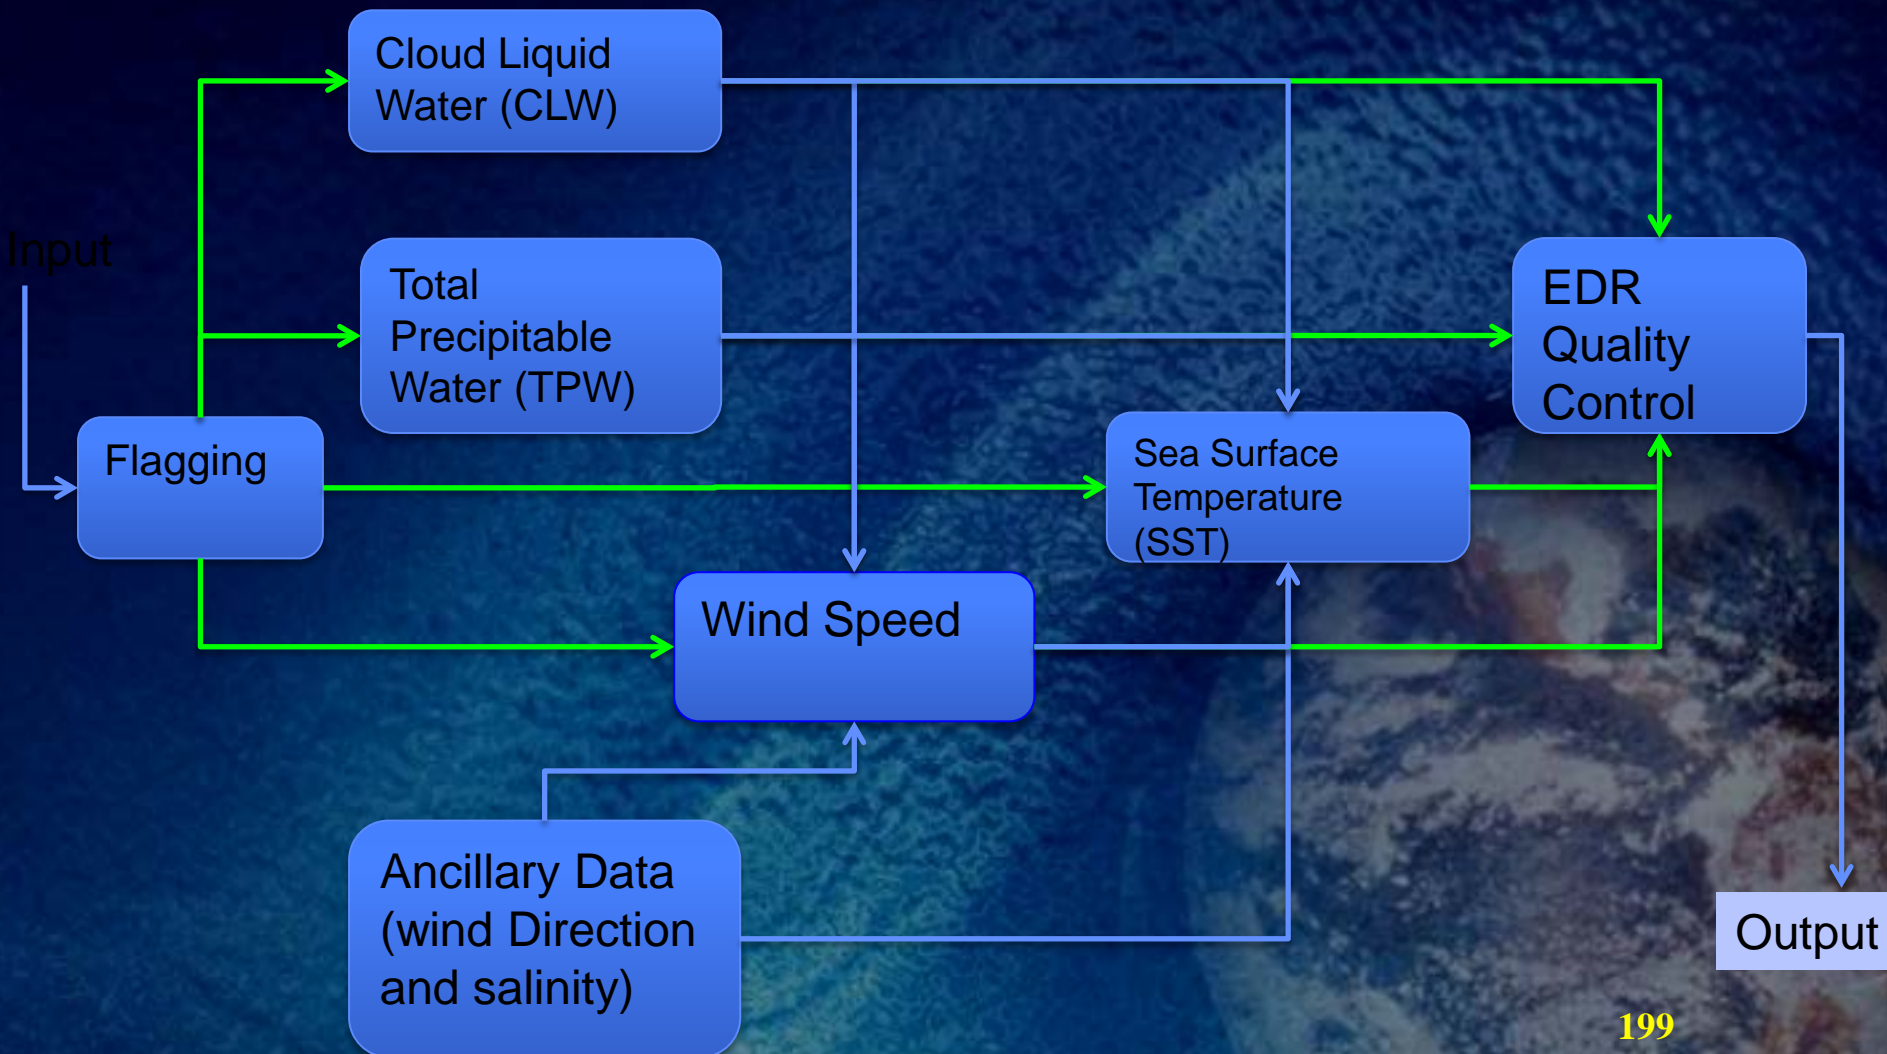 Cloud Liquid
Water (CLW)
Input
Total
Precipitable
Water (TPW)
EDR
Quality
Control
Flagging
Sea Surface
Temperature
(SST)
Wind Speed
Ancillary Data
(wind Direction
and salinity)
Output
199